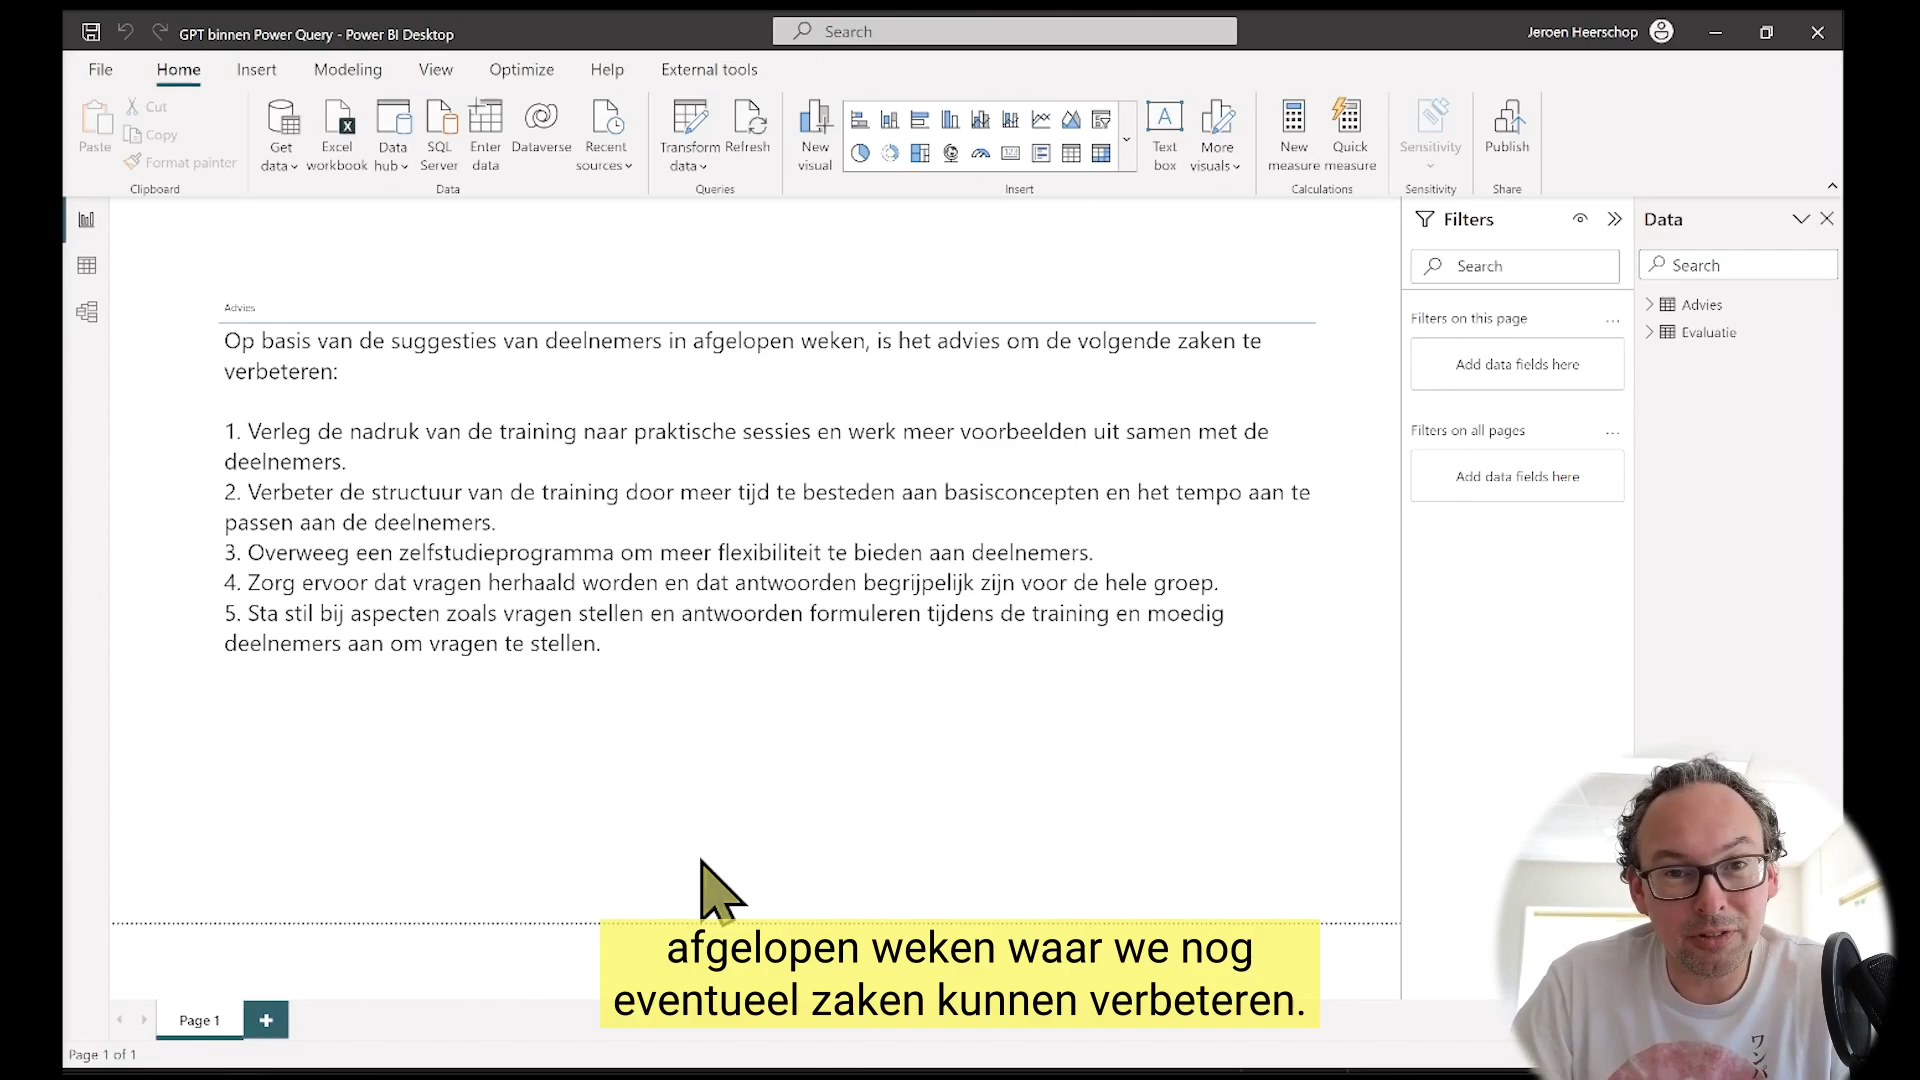 GPT binnen Power Query - Power BI Desktop
Search
Jeroen Heerschop
File Home Insert Modeling View Optimize Help External tools
Paste
Cut
Copy
Format painter
Clipboard
Get data
Excel workbook
Data hub
SQL Server
Enter data
Dataverse
Recent sources
Data
Transform data
Refresh
Queries
New visual
Text box
More visuals
Insert
New measure
Quick measure
Calculations
Sensitivity
Sensitivity
Publish
Share
Advies
Op basis van de suggesties van deelnemers in afgelopen weken, is het advies om de volgende zaken te
verbeteren:
1. Verleg de nadruk van de training naar praktische sessies en werk meer voorbeelden uit samen met de
deelnemers.
2. Verbeter de structuur van de training door meer tijd te besteden aan basisconcepten en het tempo aan te
passen aan de deelnemers.
3. Overweeg een zelfstudieprogramma om meer flexibiliteit te bieden aan deelnemers.
4. Zorg ervoor dat vragen herhaald worden en dat antwoorden begrijpelijk zijn voor de hele groep.
5. Sta stil bij aspecten zoals vragen stellen en antwoorden formuleren tijdens de training en moedig
deelnemers aan om vragen te stellen.
Filters
Search
Filters on this page
...
Add data fields here
Filters on all pages
...
Add data fields here
Data
Search
Advies
Evaluatie
afgelopen weken waar we nog
eventueel zaken kunnen verbeteren.
Page 1
Page 1 of 1
ワンパ